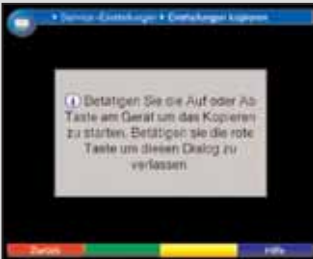 Service-Einstellungen Einstellungen kopieren
i Betätigen Sie die Auf oder Ab
Taste am Gerät um das Kopieren
zu starten. Betätigen sie die rote
Taste um diesen Dialog zu
verlassen
Zurück Hilfe